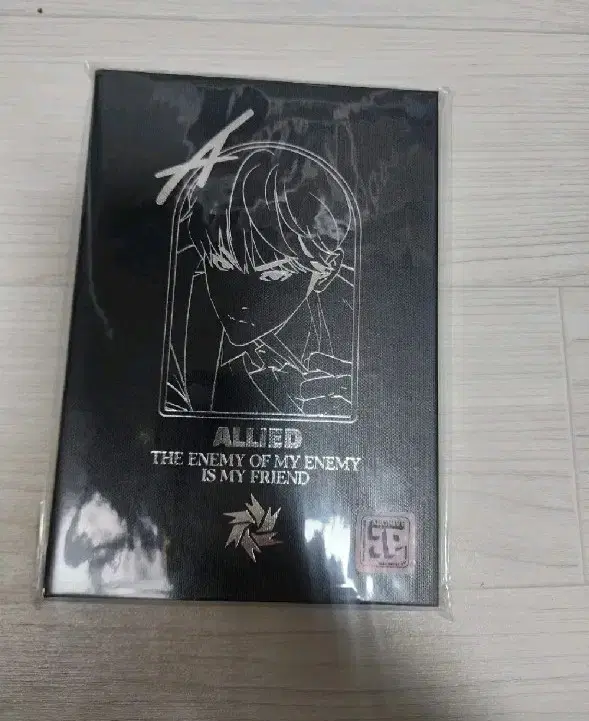 ALLIED
THE ENEMY OF MY ENEMY
IS MY FRIEND